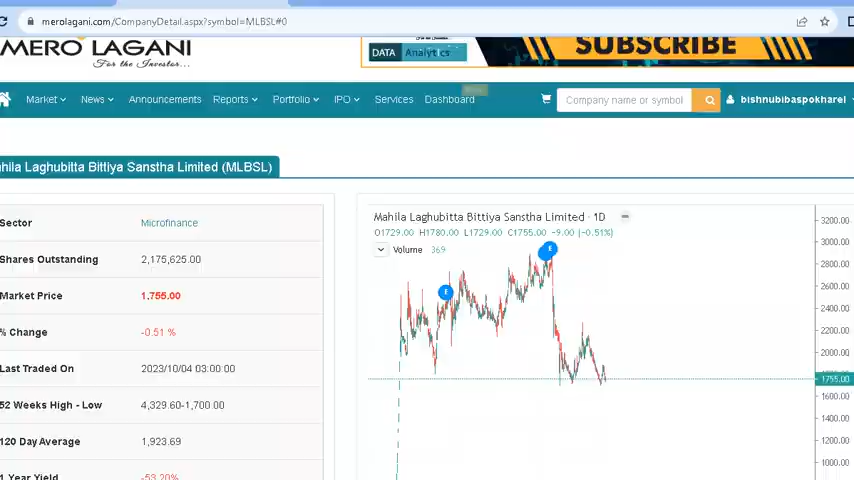 merolagani.com/CompanyDetail.aspx?symbol=MLBSL#0
MERO LAGANI
For the Investor...
DATA Analytics
SUBSCRIBE
Market News Announcements Reports Portfolio IPO Services Dashboard
Company name or symbol
bishnubibaspokharel
ahila Laghubitta Bittiya Sanstha Limited (MLBSL)
Sector Microfinance
Shares Outstanding 2,175,625.00
Market Price 1,755.00
% Change -0.51 %
Last Traded On 2023/10/04 03:00:00
52 Weeks High - Low 4,329.60-1,700.00
120 Day Average 1,923.69
1 Year Yield -53.20%
Mahila Laghubitta Bittiya Sanstha Limited · 1D
O1729.00 H1780.00 L1729.00 C1755.00 -9.00 (-0.51%)
Volume 369
E
E
3200.00
3000.00
2800.00
2600.00
2400.00
2200.00
2000.00
1755.00
1600.00
1400.00
1200.00
1000.00